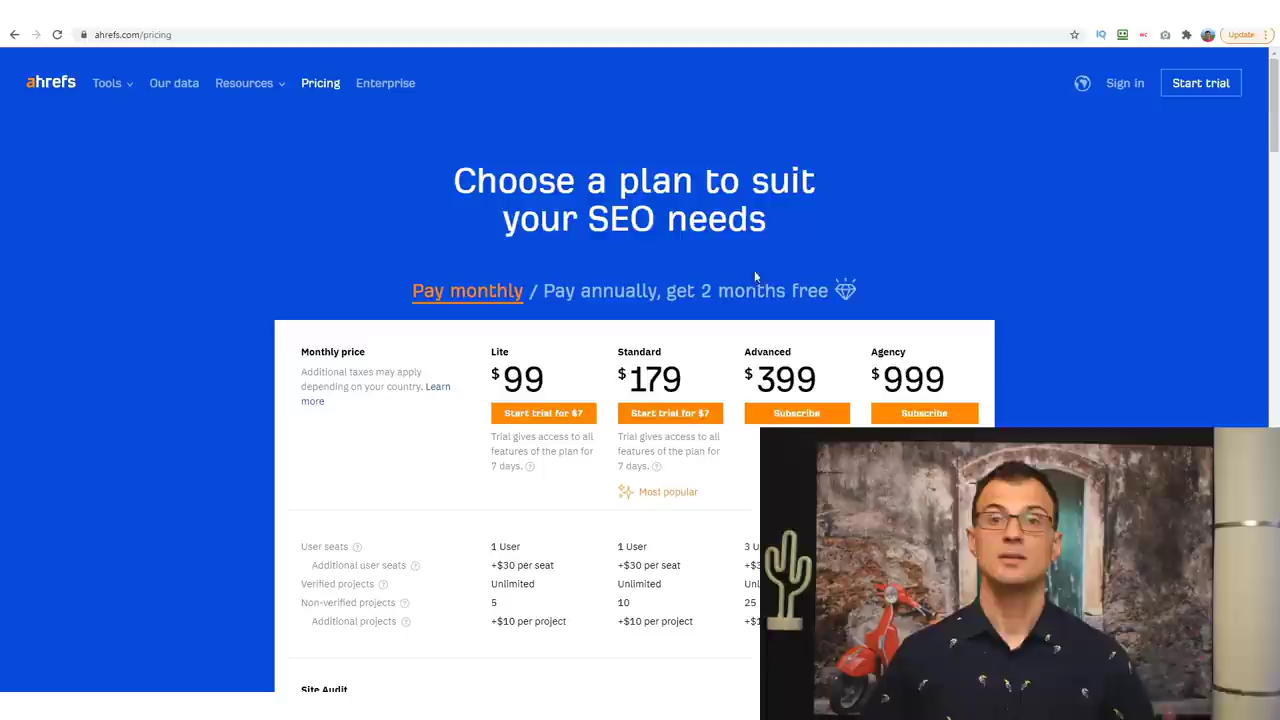 ahrefs.com/pricing
Update
ahrefs Tools Our data Resources Pricing Enterprise Sign in Start trial
Choose a plan to suit
your SEO needs
Pay monthly / Pay annually, get 2 months free
Monthly price Lite Standard Advanced Agency
Additional taxes may apply
depending on your country. Learn
more
$99 $179 $399 $999
Start trial for $7 Start trial for $7 Subscribe Subscribe
Trial gives access to all
features of the plan for
7 days.
Trial gives access to all
features of the plan for
7 days.
Most popular
User seats 1 User 1 User 3 U
Additional user seats +$30 per seat +$30 per seat +$3
Verified projects Unlimited Unlimited Unl
Non-verified projects 5 10 25
Additional projects +$10 per project +$10 per project +$1
Site Audit